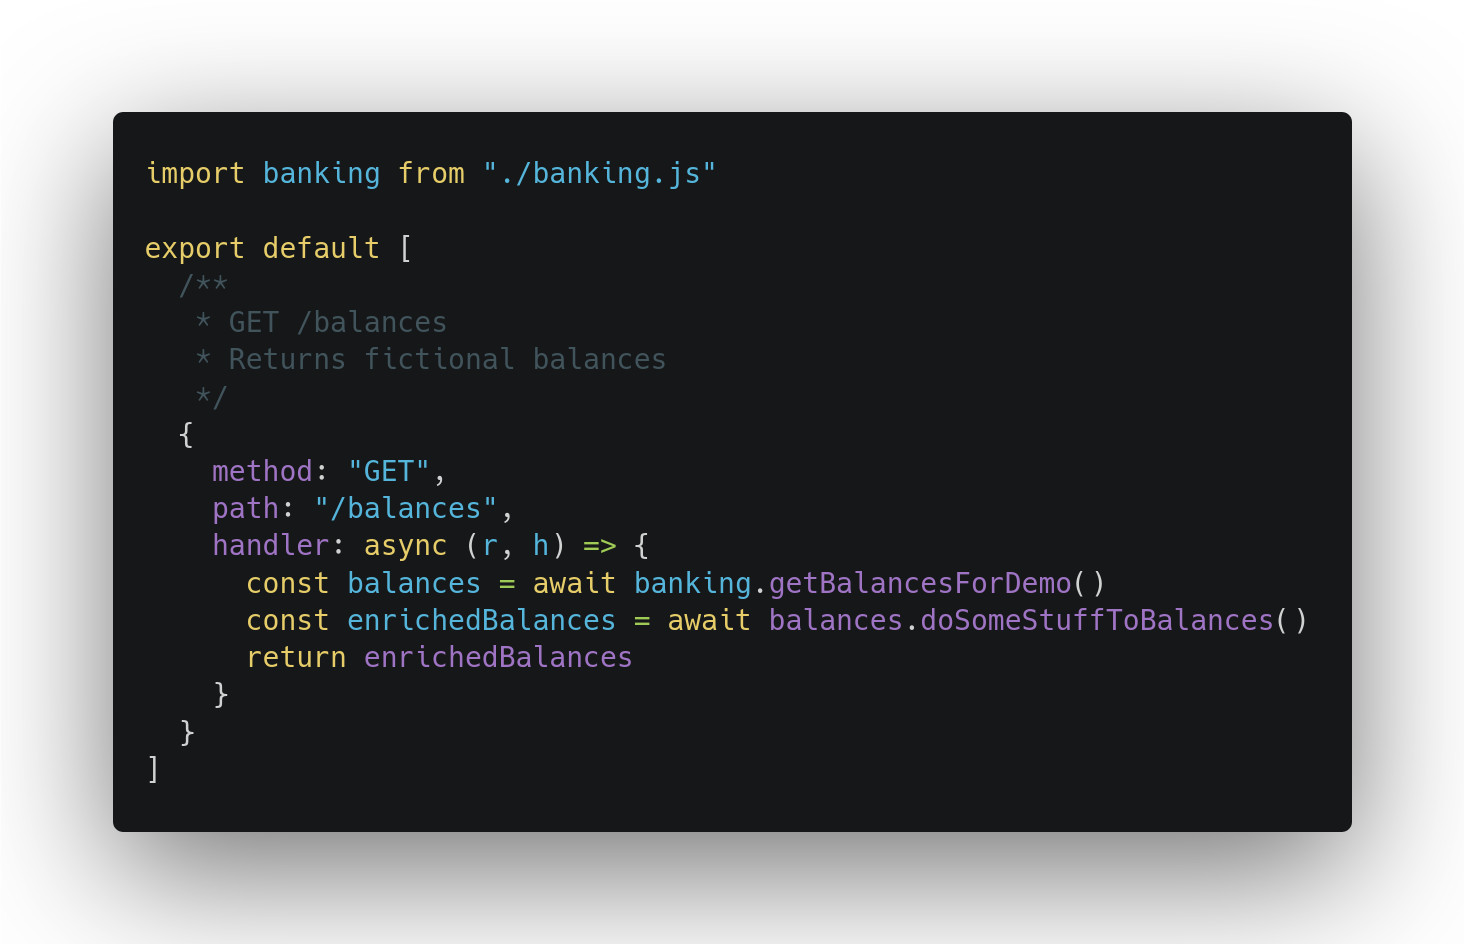 import banking from "./banking.js"

export default [
  /**
   * GET /balances
   * Returns fictional balances
   */
  {
    method: "GET",
    path: "/balances",
    handler: async (r, h) => {
      const balances = await banking.getBalancesForDemo()
      const enrichedBalances = await balances.doSomeStuffToBalances()
      return enrichedBalances
    }
  }
]